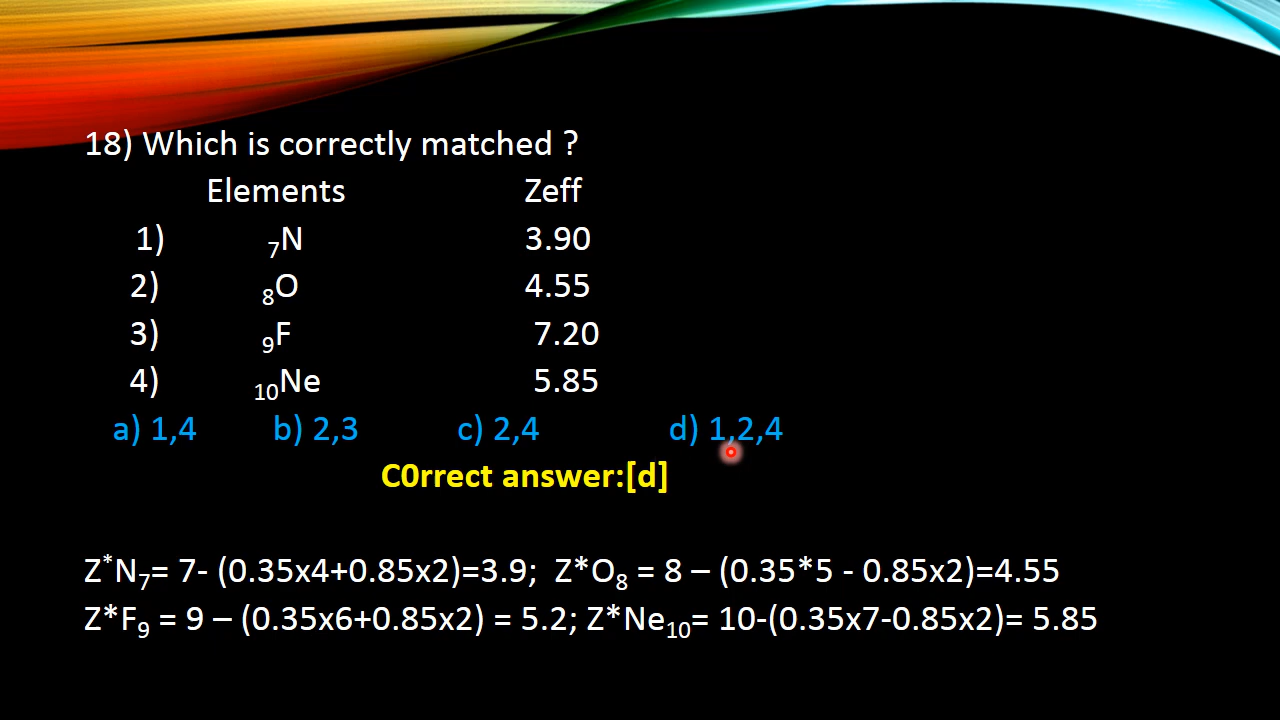 18) Which is correctly matched ?
Elements Zeff
1) ₇N 3.90
2) ₈O 4.55
3) ₉F 7.20
4) ₁₀Ne 5.85
a) 1,4 b) 2,3 c) 2,4 d) 1,2,4
C0rrect answer:[d]
Z*N₇= 7- (0.35x4+0.85x2)=3.9; Z*O₈ = 8 – (0.35*5 - 0.85x2)=4.55
Z*F₉ = 9 – (0.35x6+0.85x2) = 5.2; Z*Ne₁₀= 10-(0.35x7-0.85x2)= 5.85